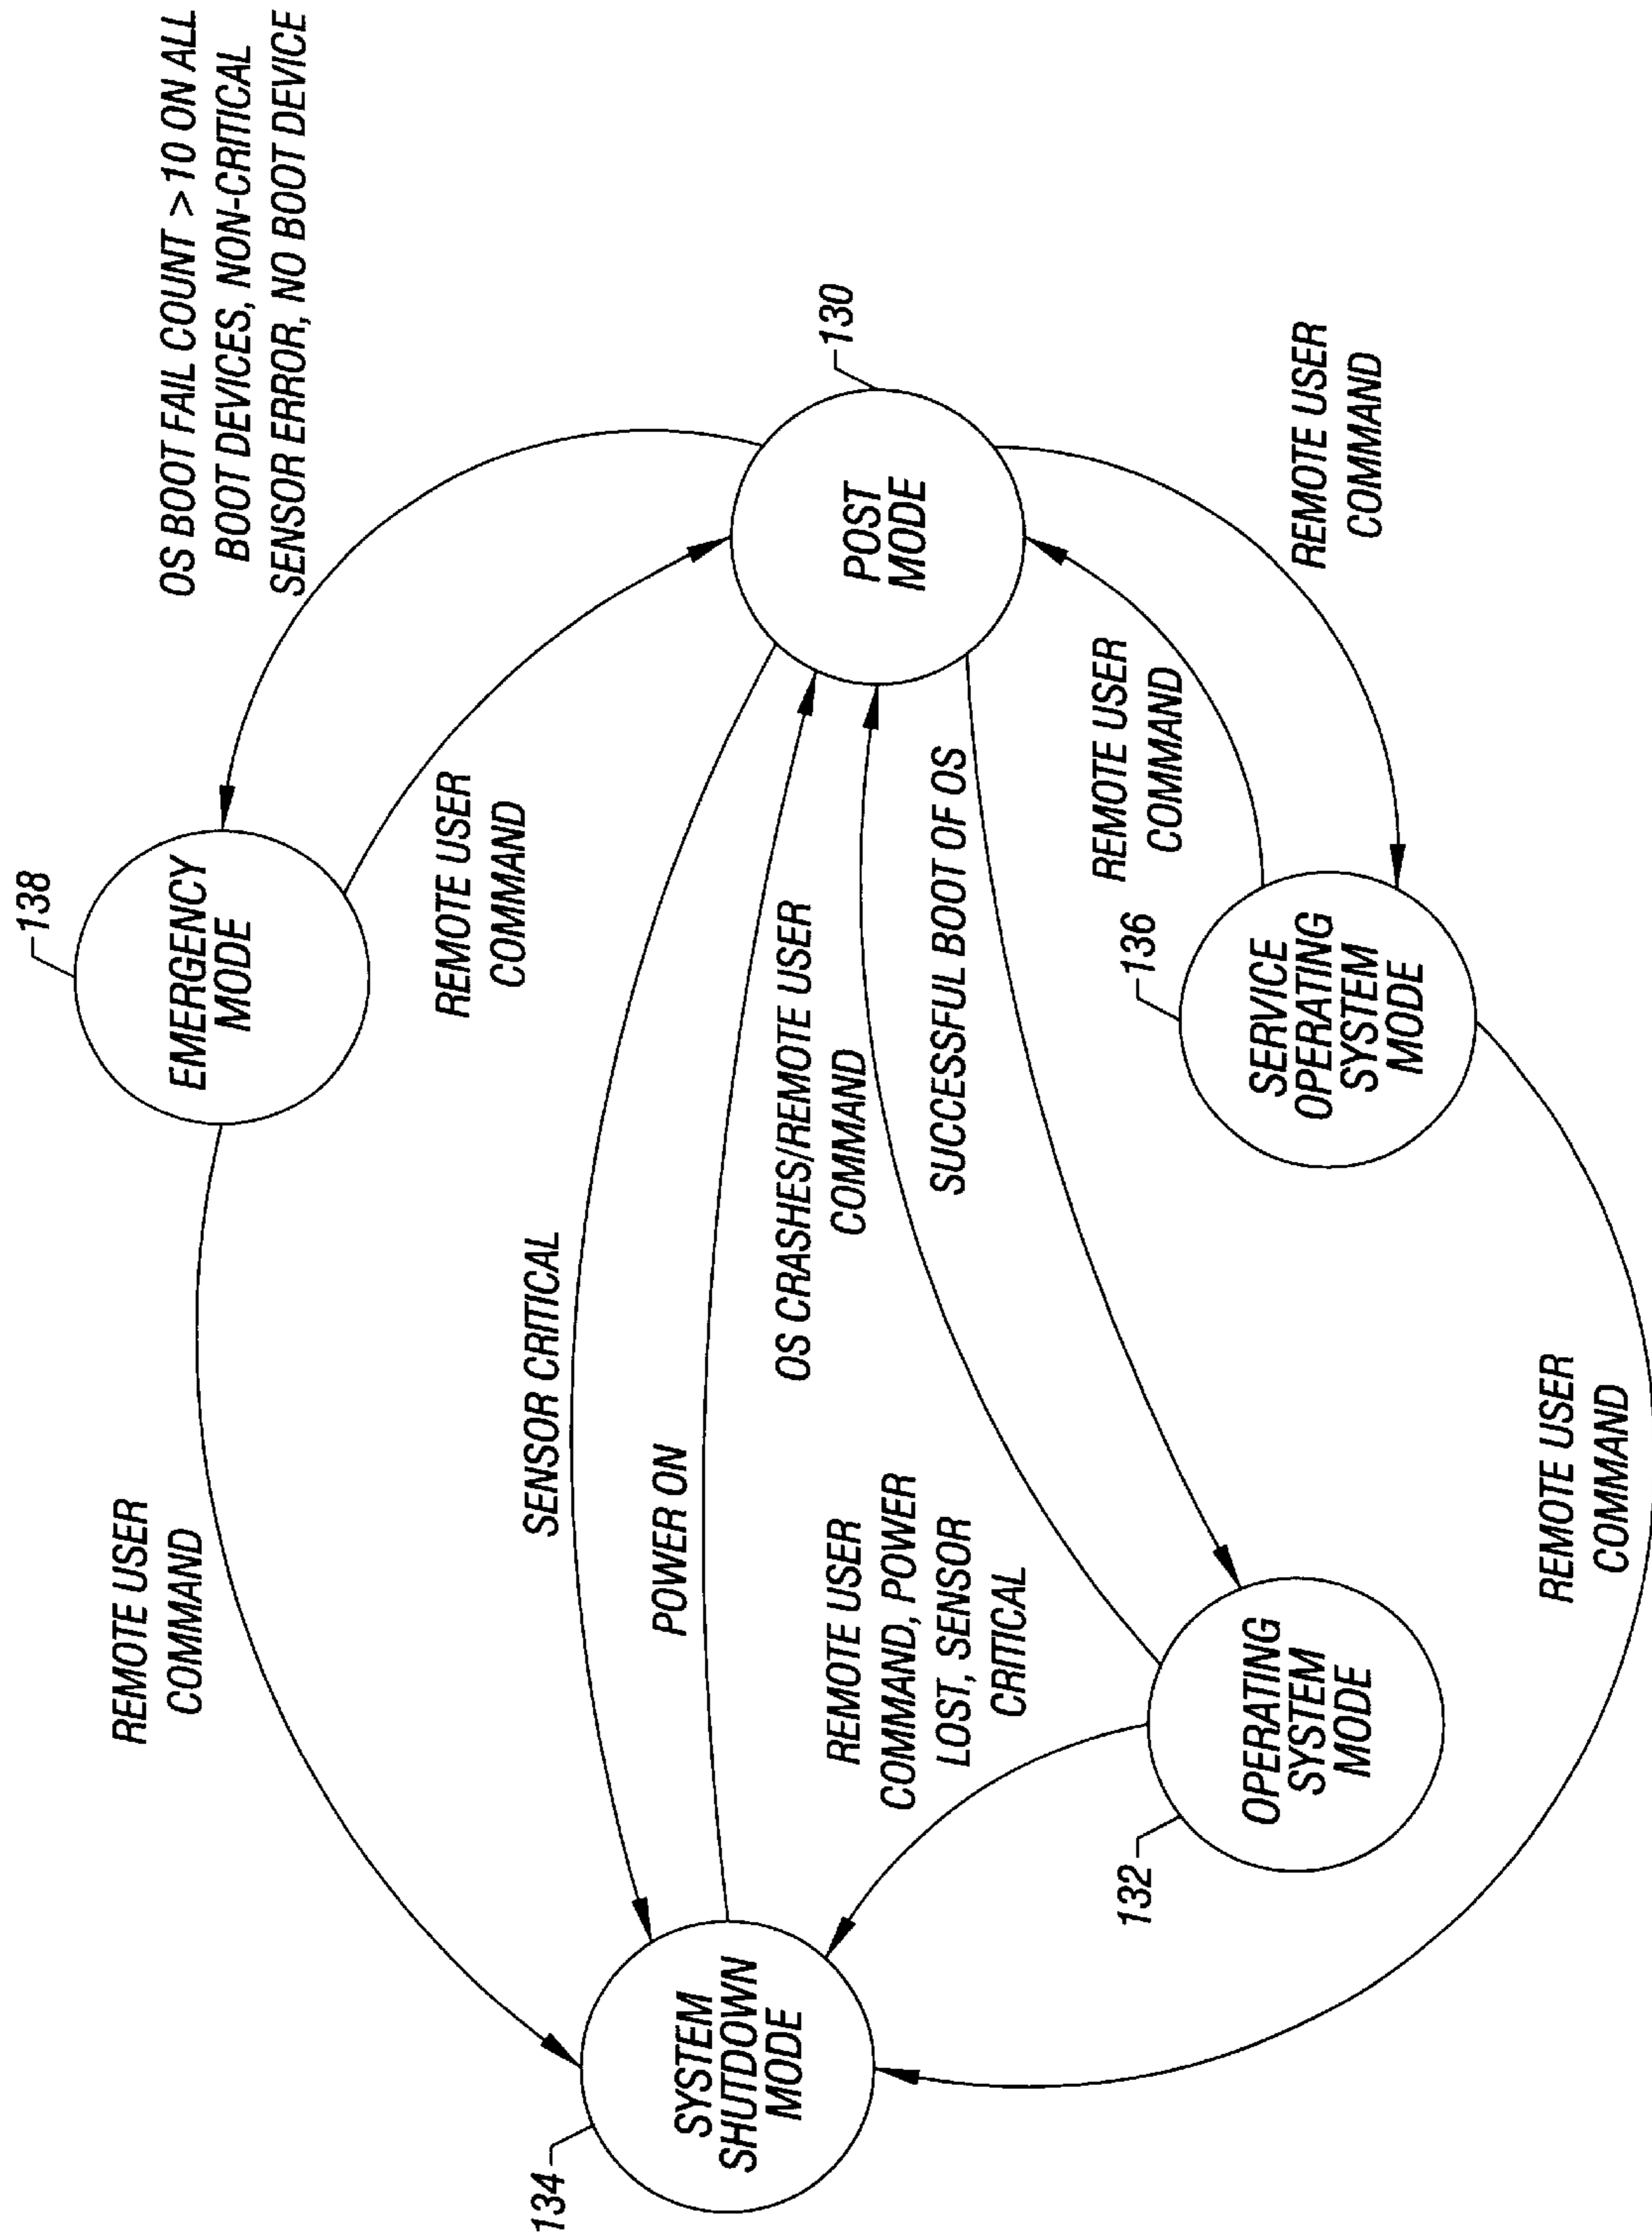 OS BOOT FAIL COUNT >10 ON ALL
BOOT DEVICES, NON-CRITICAL
SENSOR ERROR, NO BOOT DEVICE
138
EMERGENCY
MODE
REMOTE USER
COMMAND
REMOTE USER
COMMAND
SENSOR CRITICAL
POWER ON
130
POST
MODE
OS CRASHES/REMOTE USER
COMMAND
SUCCESSFUL BOOT OF OS
REMOTE USER
COMMAND, POWER
LOST, SENSOR
CRITICAL
134
SYSTEM
SHUTDOWN
MODE
132
OPERATING
SYSTEM
MODE
REMOTE USER
COMMAND
REMOTE USER
COMMAND
136
SERVICE
OPERATING
SYSTEM
MODE
REMOTE USER
COMMAND